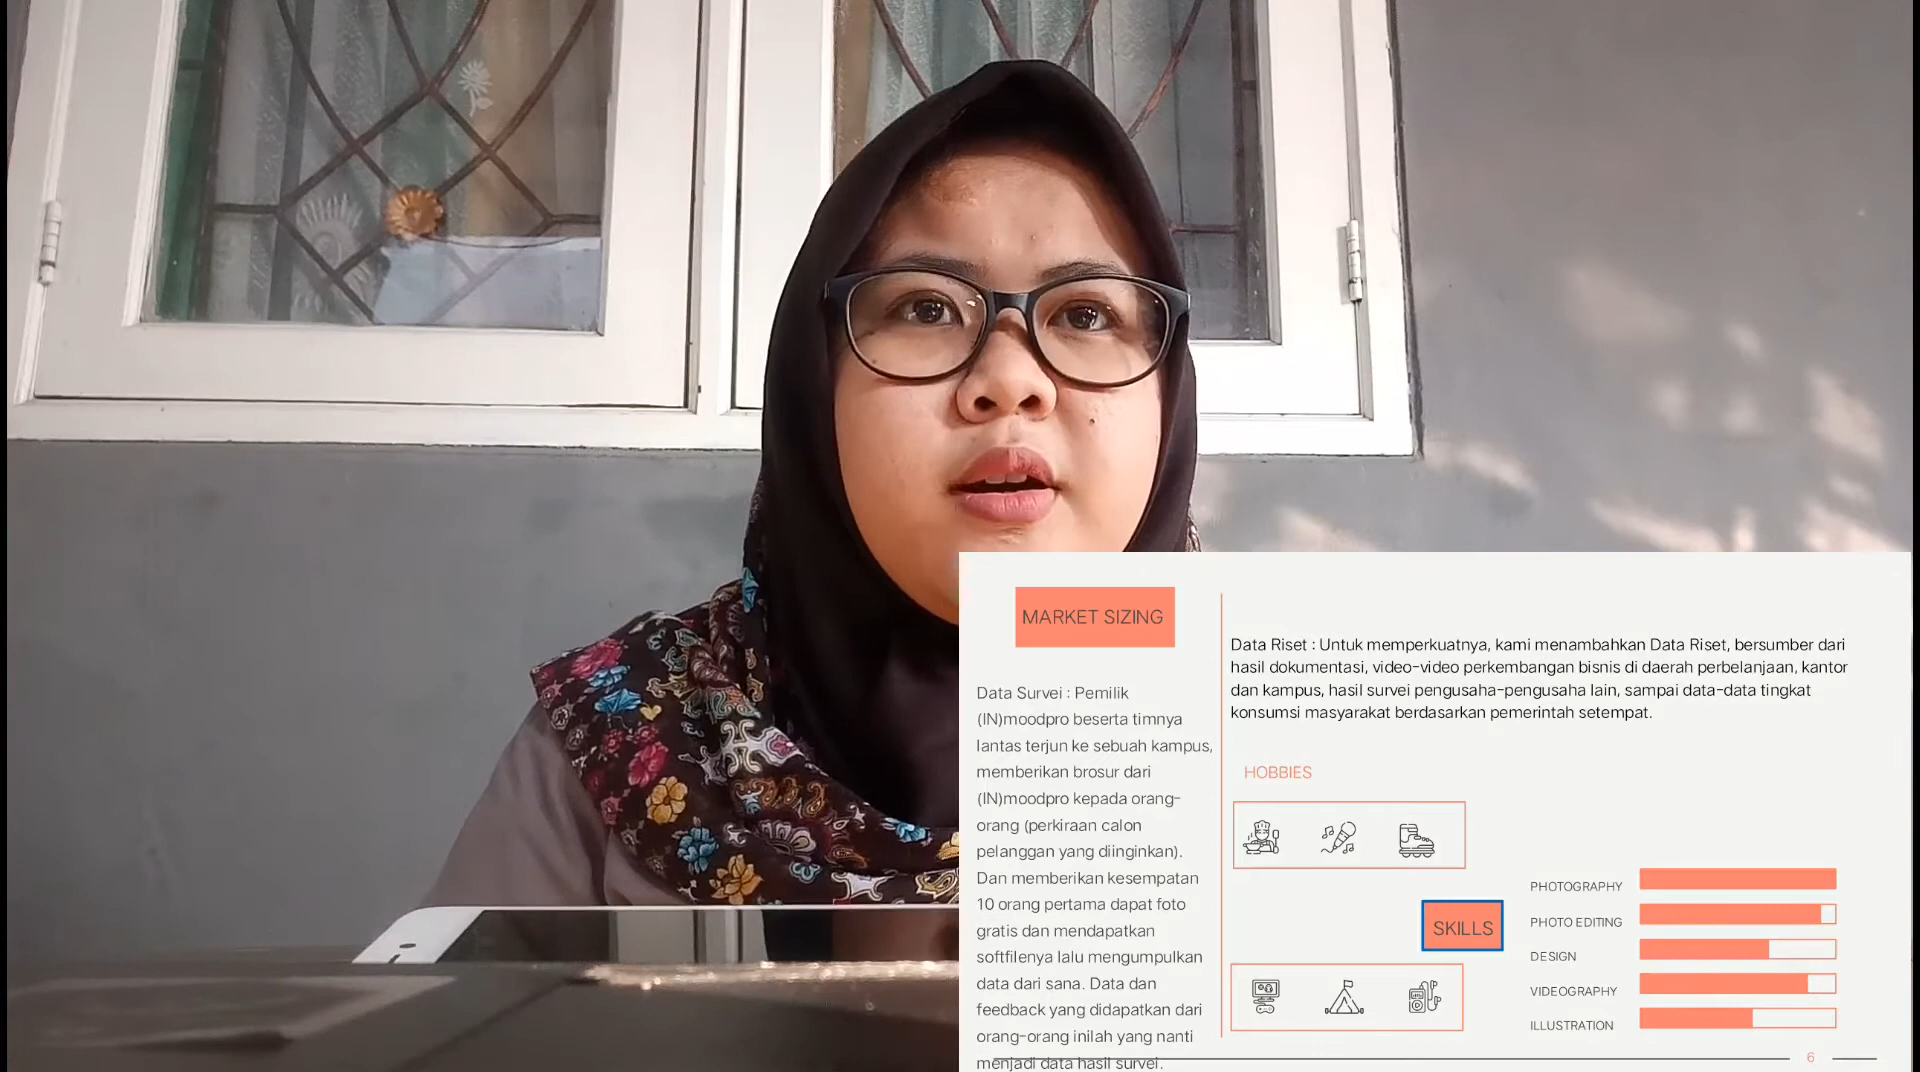 MARKET SIZING
Data Survei : Pemilik
(IN)moodpro beserta timnya
lantas terjun ke sebuah kampus,
memberikan brosur dari
(IN)moodpro kepada orang-
orang (perkiraan calon
pelanggan yang diinginkan).
Dan memberikan kesempatan
10 orang pertama dapat foto
gratis dan mendapatkan
softfilenya lalu mengumpulkan
data dari sana. Data dan
feedback yang didapatkan dari
orang-orang inilah yang nanti
menjadi data hasil survei.
Data Riset : Untuk memperkuatnya, kami menambahkan Data Riset, bersumber dari
hasil dokumentasi, video-video perkembangan bisnis di daerah perbelanjaan, kantor
dan kampus, hasil survei pengusaha-pengusaha lain, sampai data-data tingkat
konsumsi masyarakat berdasarkan pemerintah setempat.
HOBBIES
SKILLS
PHOTOGRAPHY
PHOTO EDITING
DESIGN
VIDEOGRAPHY
ILLUSTRATION
6